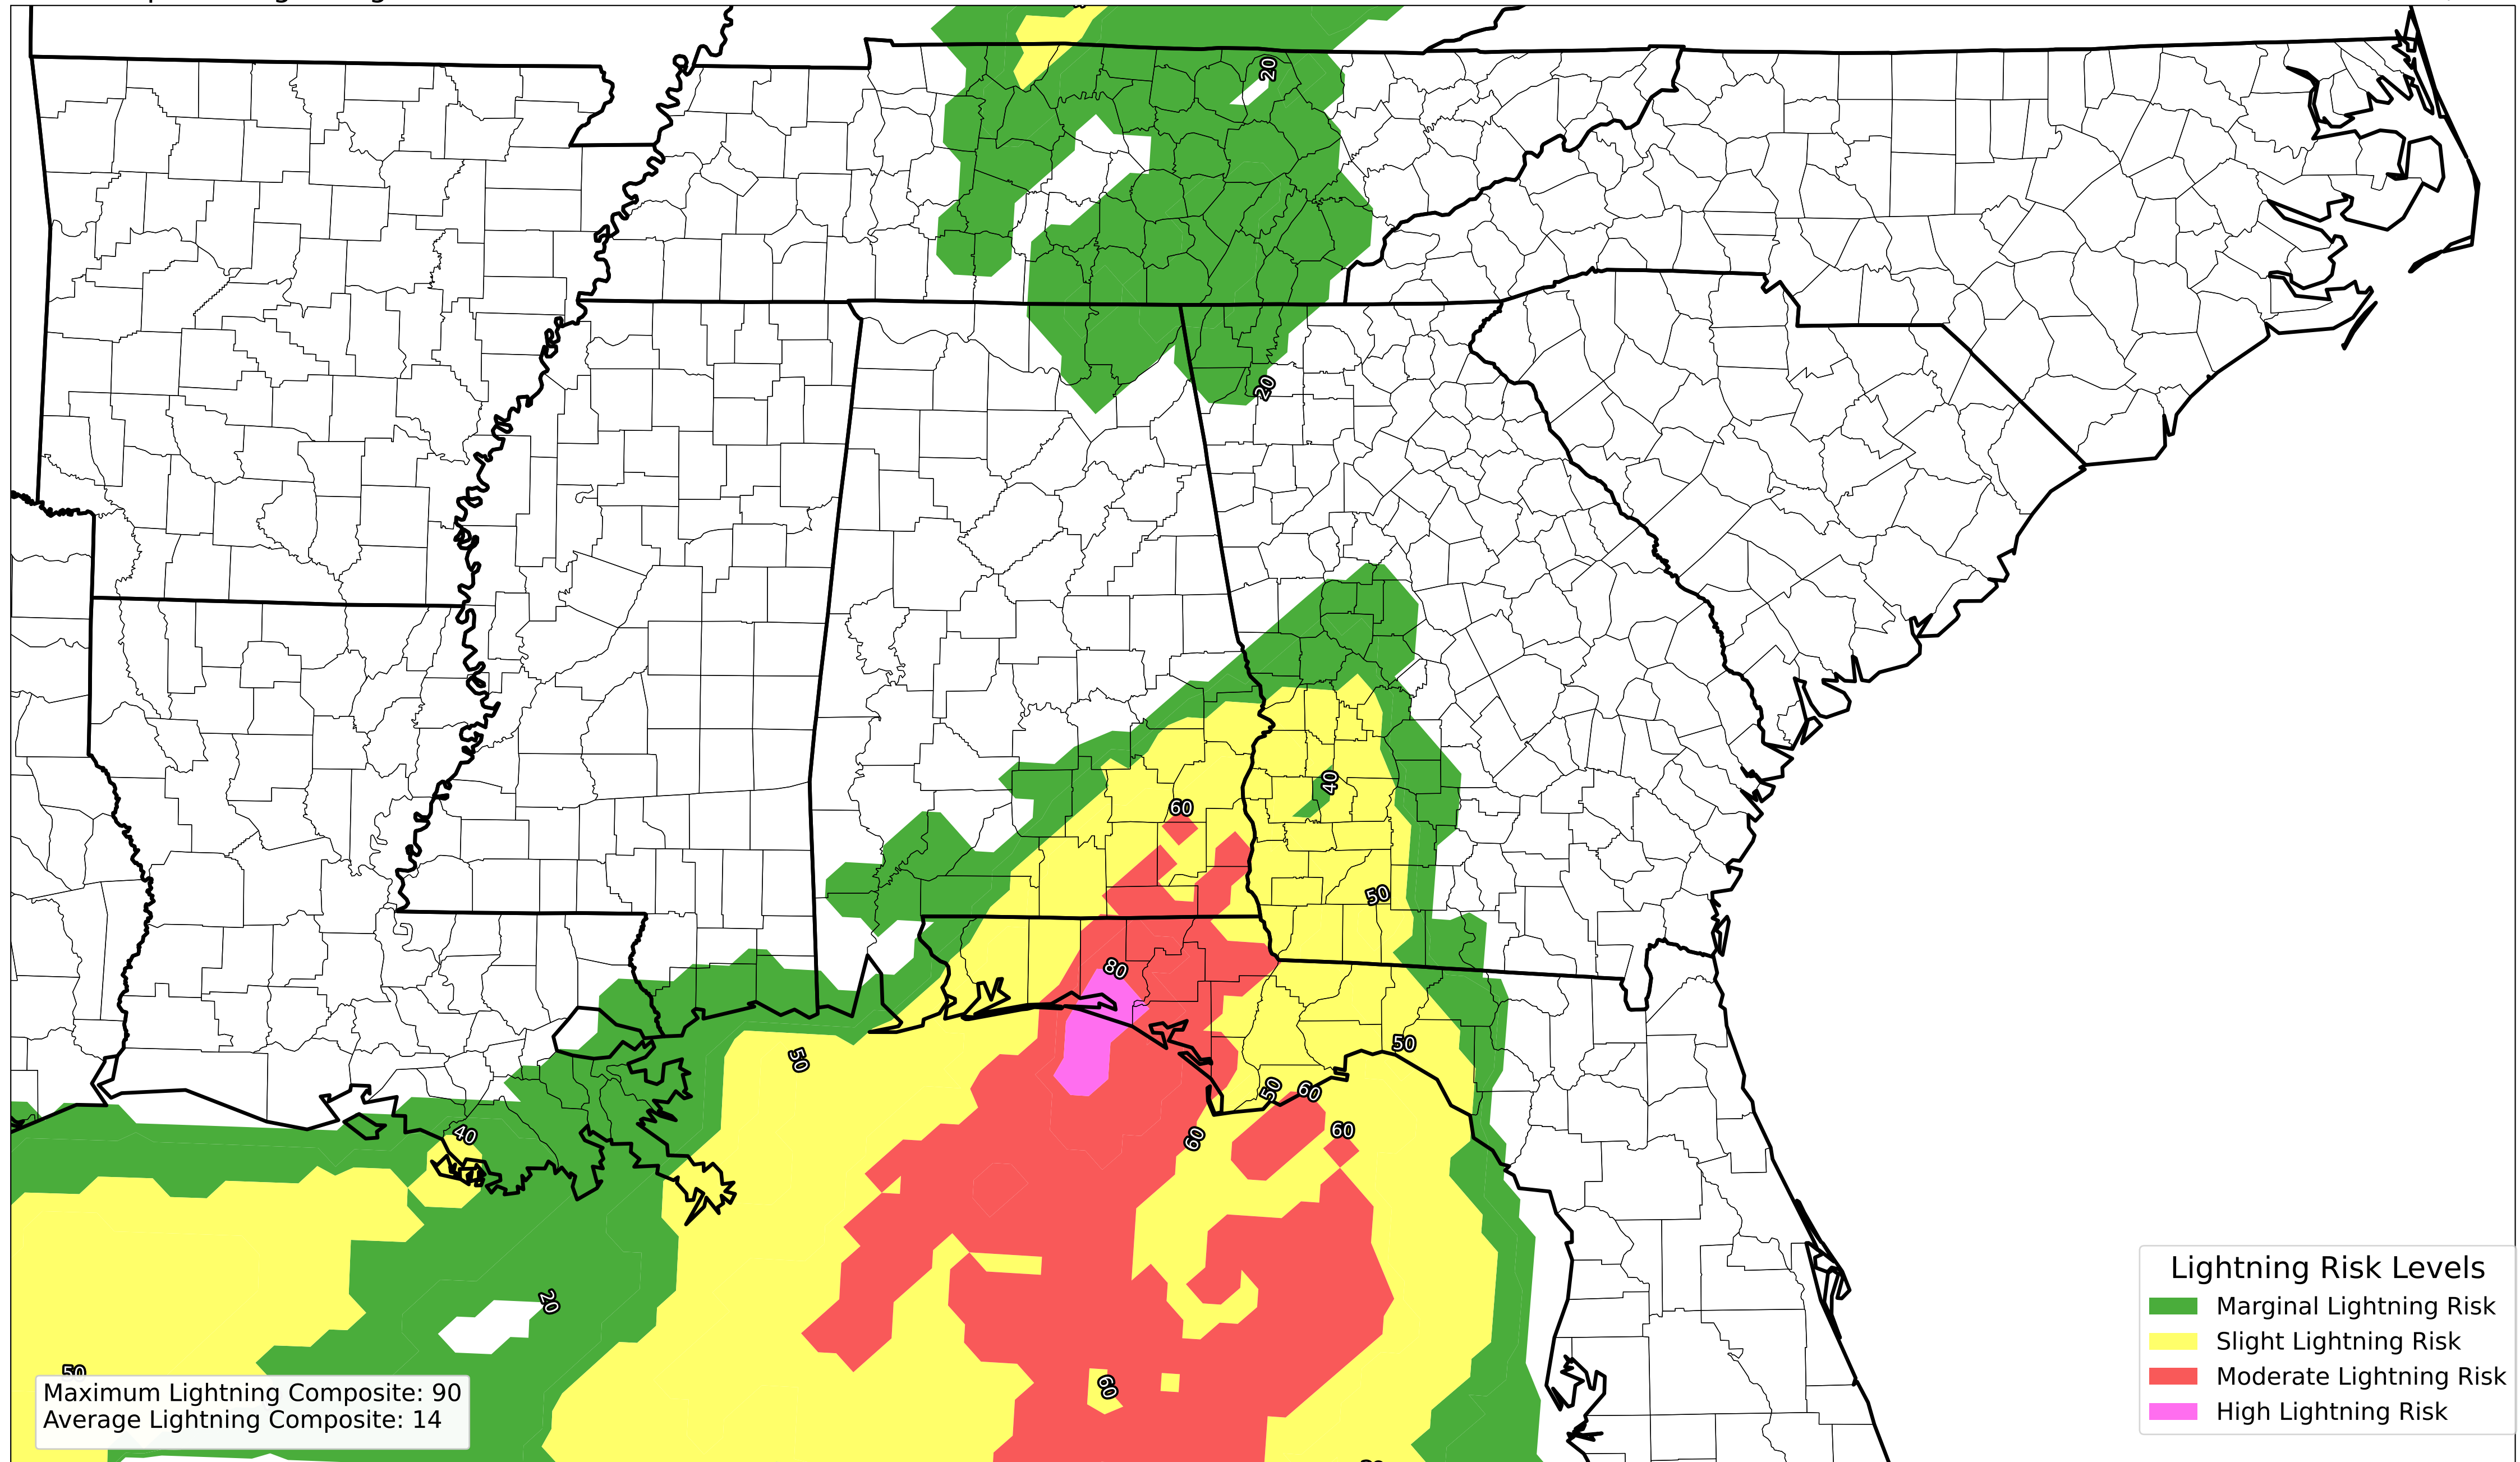 20
20
40
60
50
80
50
50
50
60
40
60
60
20
50
60
Maximum Lightning Composite: 90
Average Lightning Composite: 14
Lightning Risk Levels
Marginal Lightning Risk
Slight Lightning Risk
Moderate Lightning Risk
High Lightning Risk